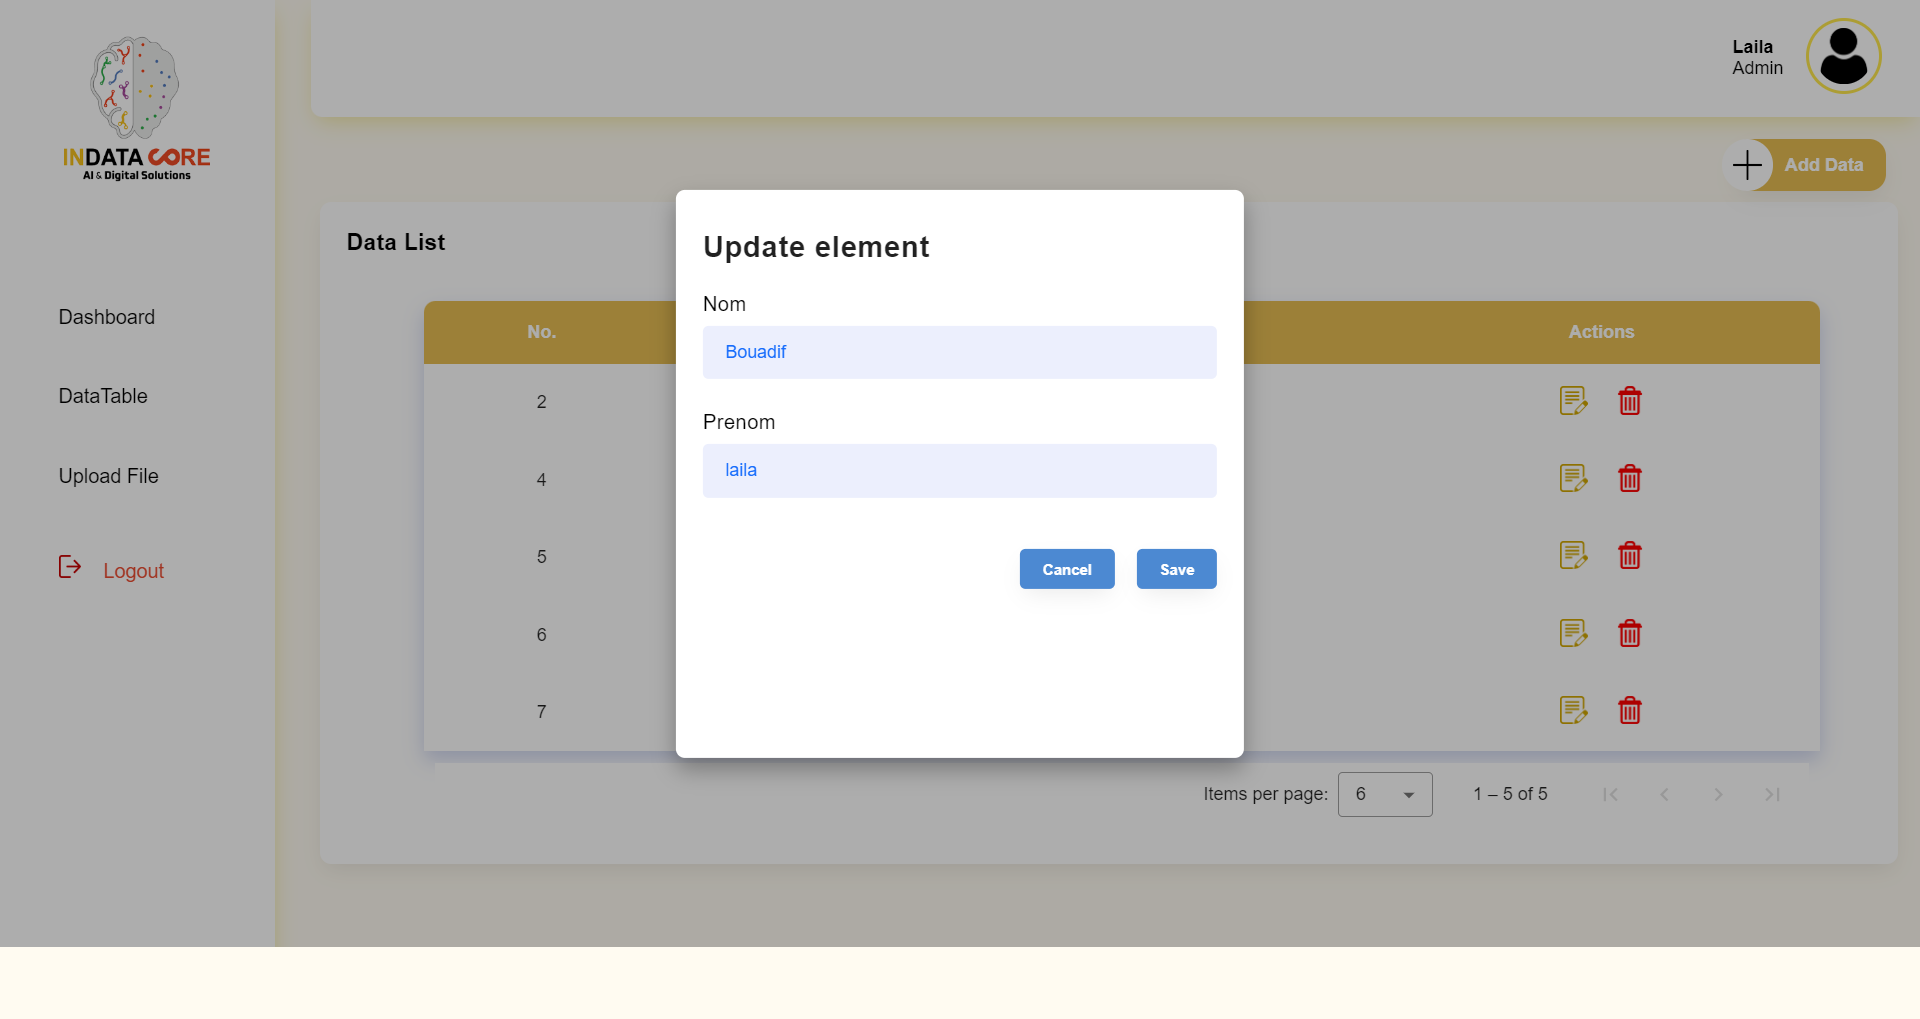 INDATA CORE
AI & Digital Solutions
Dashboard
DataTable
Upload File
Logout
Laila
Admin
Add Data
Data List
No.
Actions
2
4
5
6
7
Update element
Nom
Bouadif
Prenom
laila
Cancel
Save
Items per page:
6
1 – 5 of 5